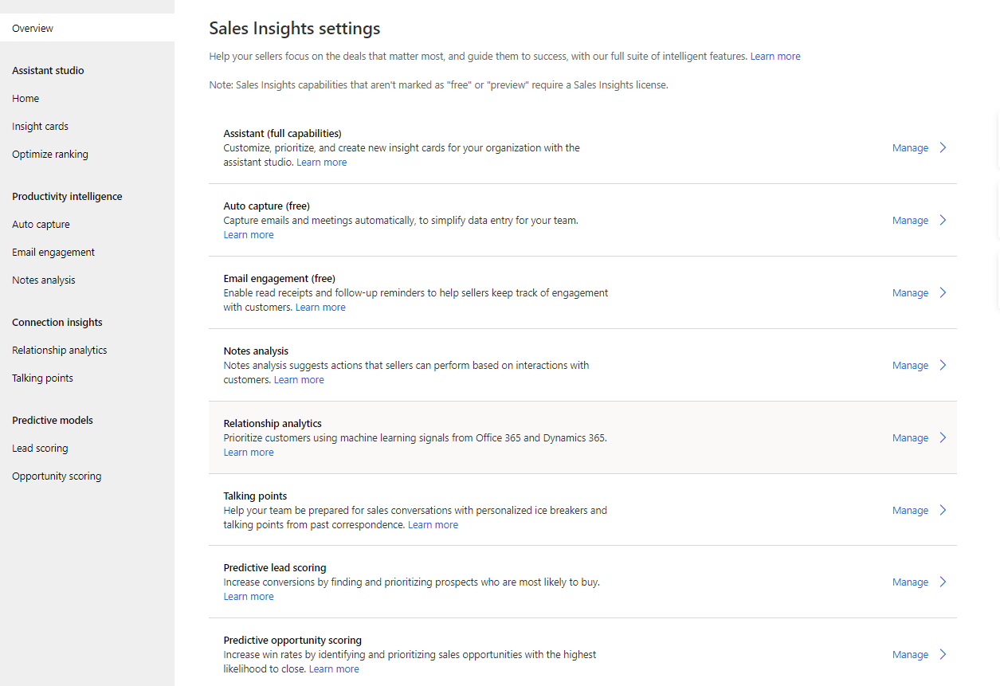 Overview
Assistant studio
Home
Insight cards
Optimize ranking
Productivity intelligence
Auto capture
Email engagement
Notes analysis
Connection insights
Relationship analytics
Talking points
Predictive models
Lead scoring
Opportunity scoring
Sales Insights settings
Help your sellers focus on the deals that matter most, and guide them to success, with our full suite of intelligent features. Learn more
Note: Sales Insights capabilities that aren't marked as "free" or "preview" require a Sales Insights license.
Assistant (full capabilities)
Customize, prioritize, and create new insight cards for your organization with the
assistant studio. Learn more
Manage
Auto capture (free)
Capture emails and meetings automatically, to simplify data entry for your team.
Learn more
Manage
Email engagement (free)
Enable read receipts and follow-up reminders to help sellers keep track of engagement
with customers. Learn more
Manage
Notes analysis
Notes analysis suggests actions that sellers can perform based on interactions with
customers. Learn more
Manage
Relationship analytics
Prioritize customers using machine learning signals from Office 365 and Dynamics 365.
Learn more
Manage
Talking points
Help your team be prepared for sales conversations with personalized ice breakers and
talking points from past correspondence. Learn more
Manage
Predictive lead scoring
Increase conversions by finding and prioritizing prospects who are most likely to buy.
Learn more
Manage
Predictive opportunity scoring
Increase win rates by identifying and prioritizing sales opportunities with the highest
likelihood to close. Learn more
Manage